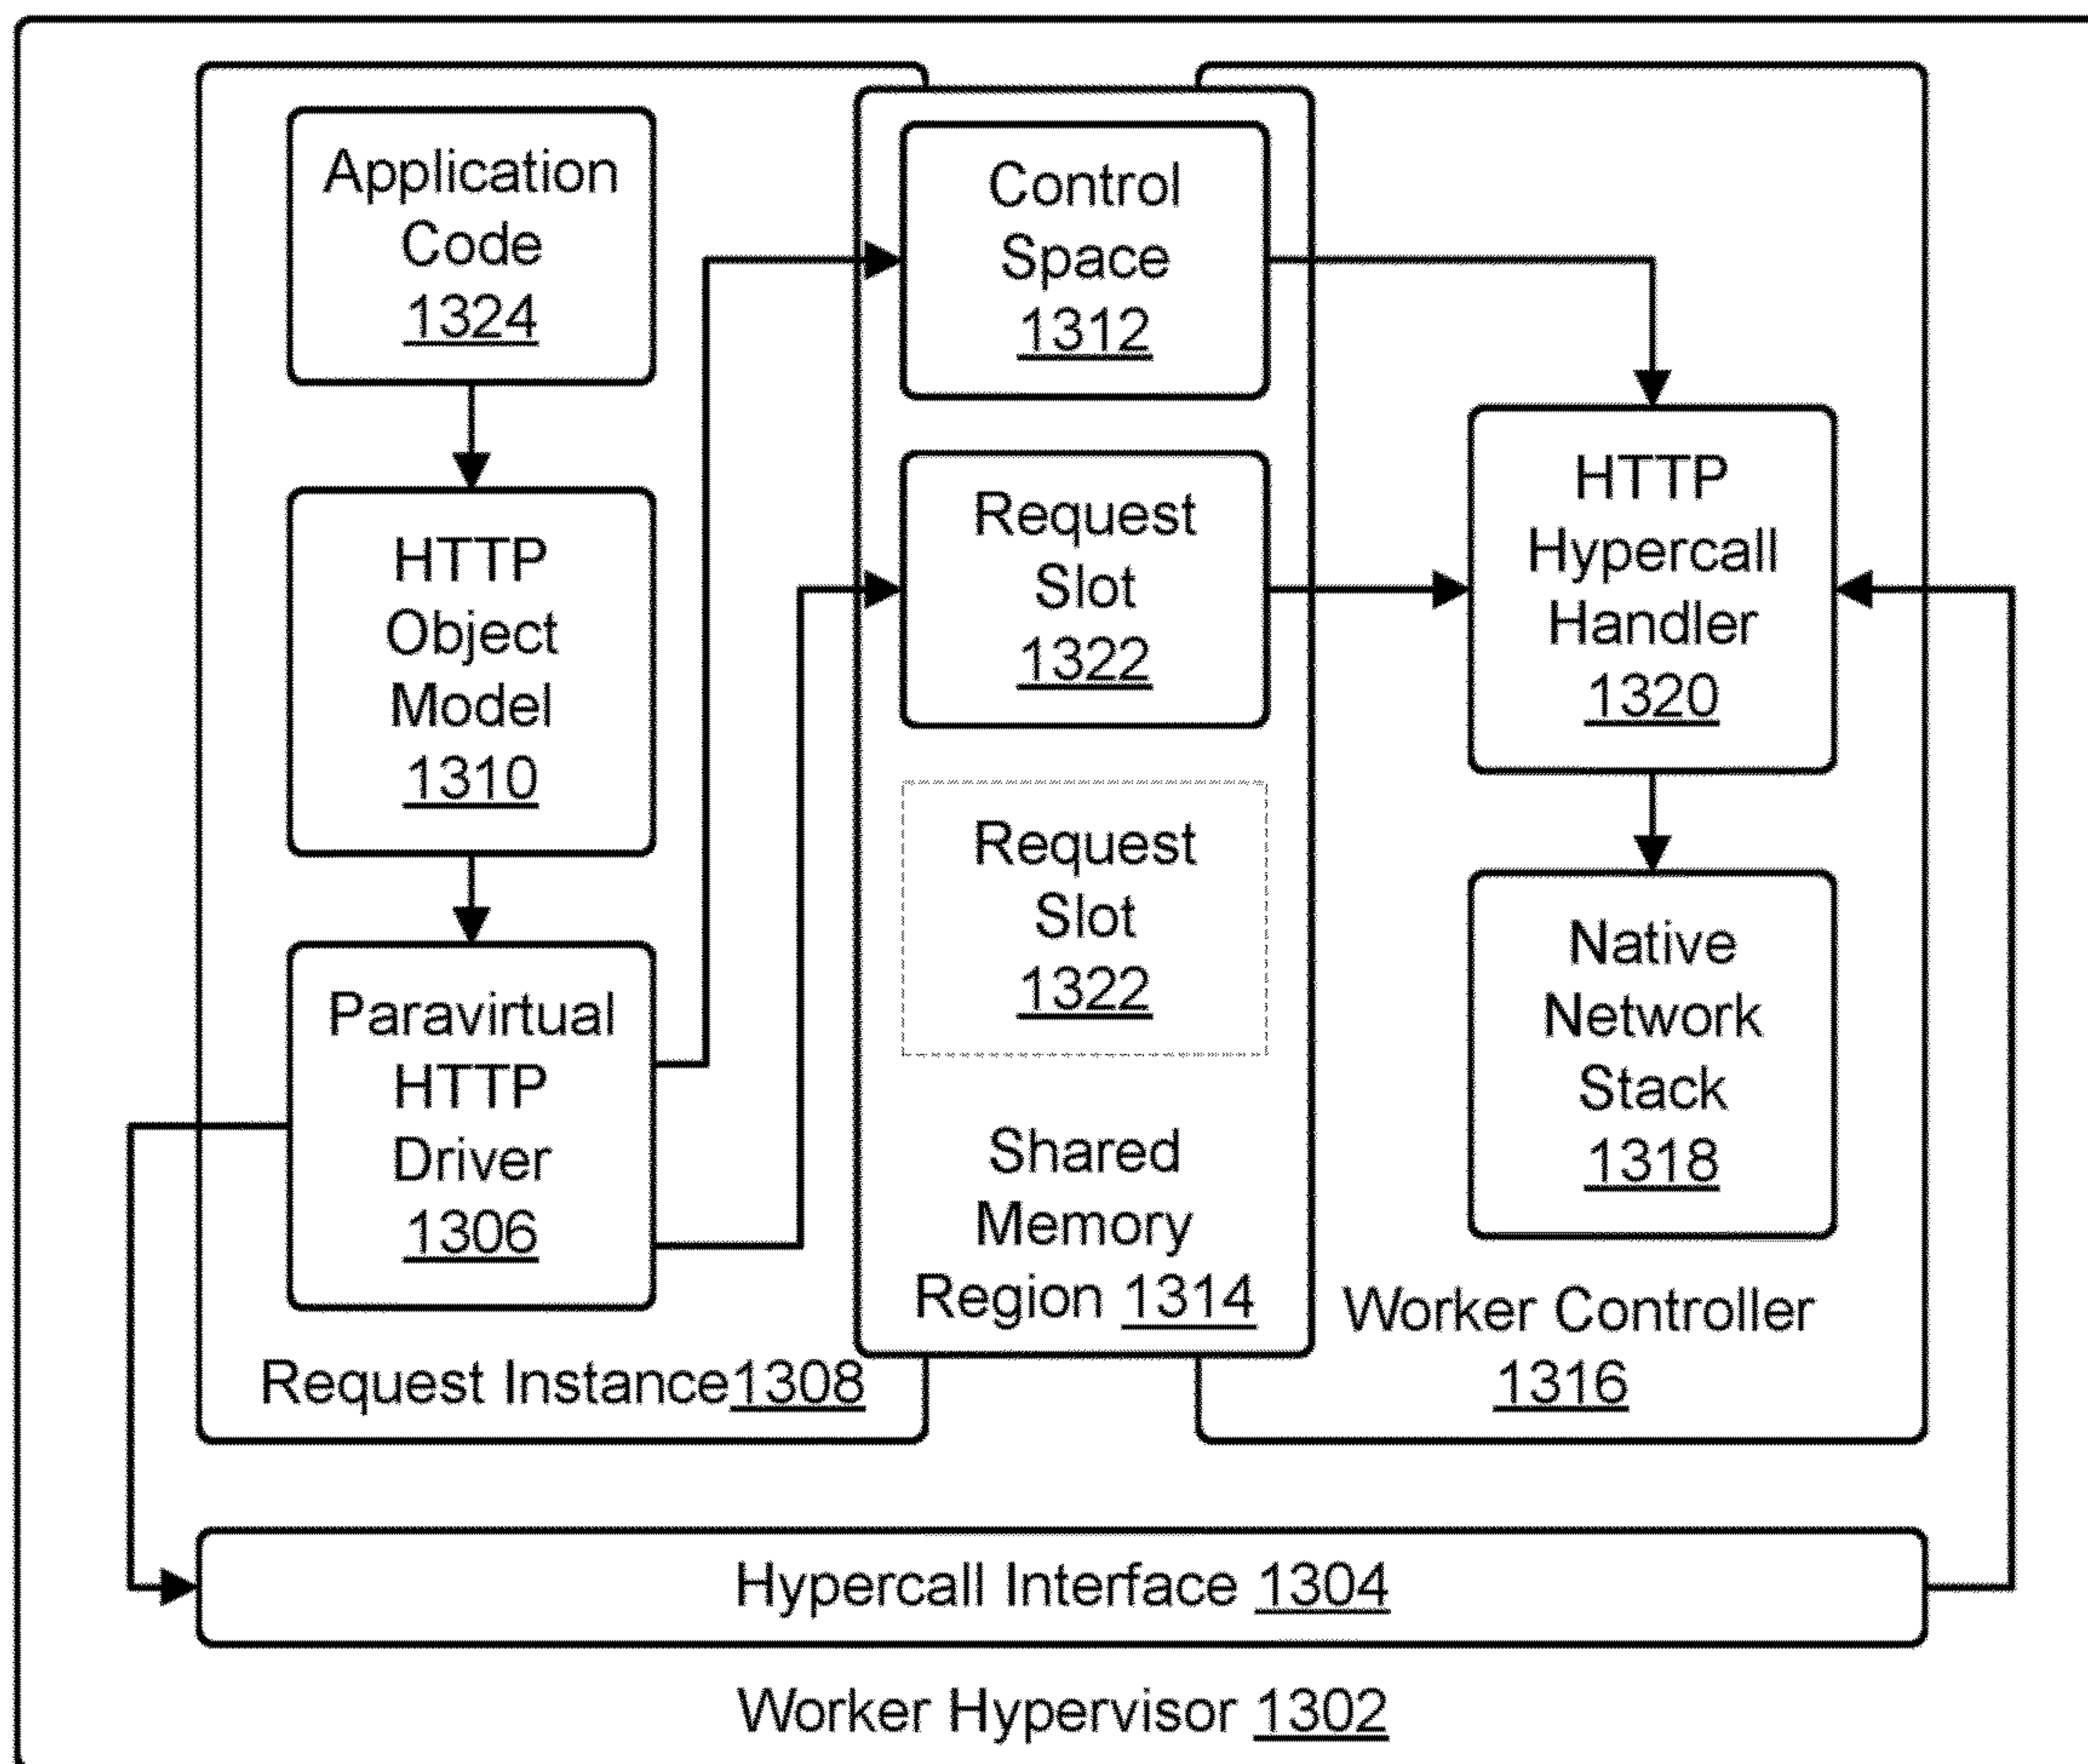 Application
Code
1324
HTTP
Object
Model
1310
Paravirtual
HTTP
Driver
1306
Request Instance1308
Control
Space
1312
Request
Slot
1322
Request
Slot
1322
Shared
Memory
Region 1314
HTTP
Hypercall
Handler
1320
Native
Network
Stack
1318
Worker Controller
1316
Hypercall Interface 1304
Worker Hypervisor 1302